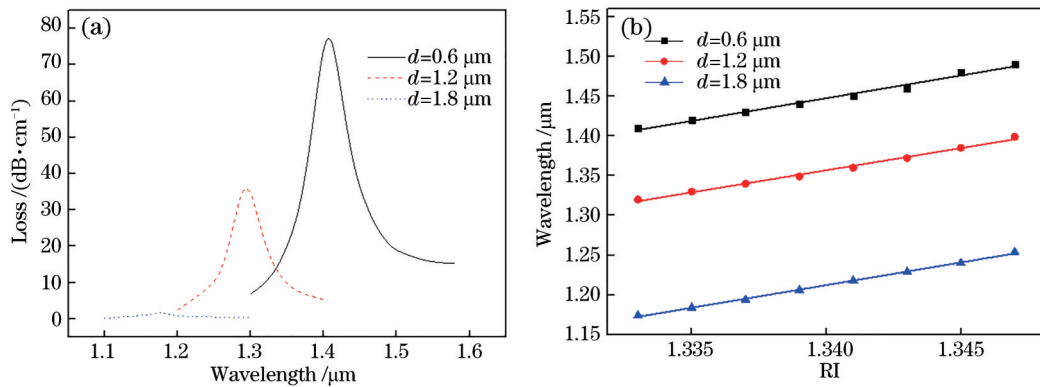 (a)
80
70
60
50
40
30
20
10
0
Loss /(dB·cm⁻¹)
d=0.6 μm
d=1.2 μm
d=1.8 μm
1.1 1.2 1.3 1.4 1.5 1.6
Wavelength /μm
(b)
1.50
1.45
1.40
1.35
1.30
1.25
1.20
1.15
Wavelength /μm
d=0.6 μm
d=1.2 μm
d=1.8 μm
1.335 1.340 1.345
RI